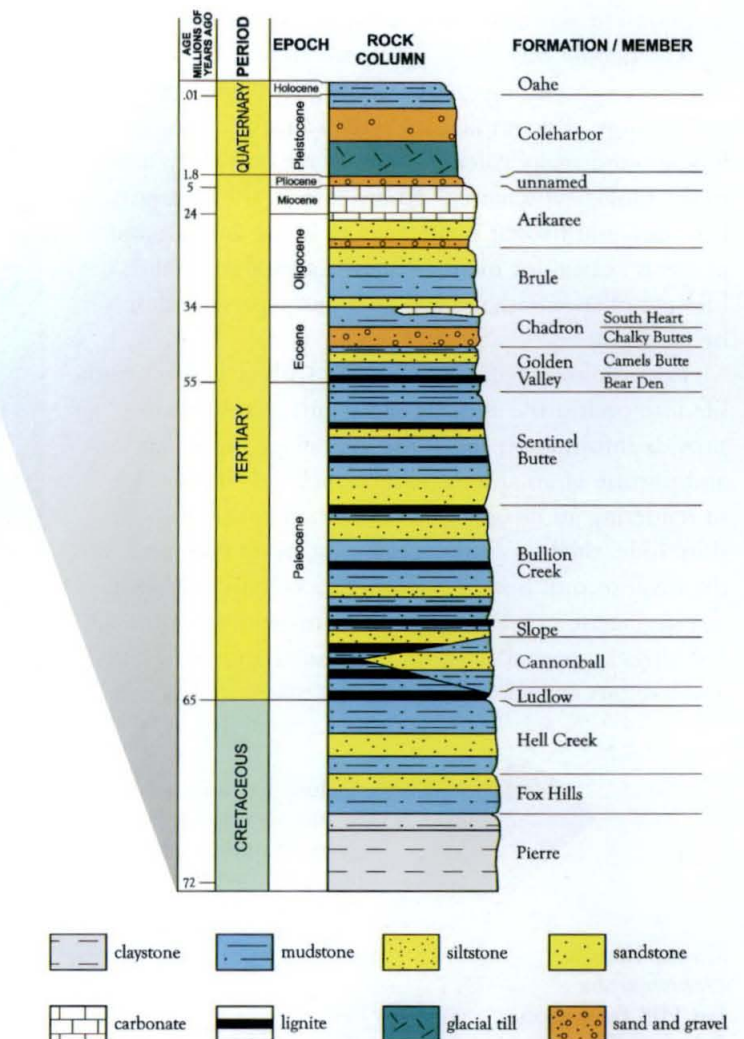 AGE
MILLIONS OF
YEARS AGO
PERIOD
EPOCH
ROCK
COLUMN
FORMATION / MEMBER
.01
1.8
5
24
34
55
65
72
QUATERNARY
TERTIARY
CRETACEOUS
Holocene
Pleistocene
Pliocene
Miocene
Oligocene
Eocene
Paleocene
Oahe
Coleharbor
unnamed
Arikaree
Brule
Chadron
South Heart
Chalky Buttes
Golden
Valley
Camels Butte
Bear Den
Sentinel
Butte
Bullion
Creek
Slope
Cannonball
Ludlow
Hell Creek
Fox Hills
Pierre
claystone
mudstone
siltstone
sandstone
carbonate
lignite
glacial till
sand and gravel